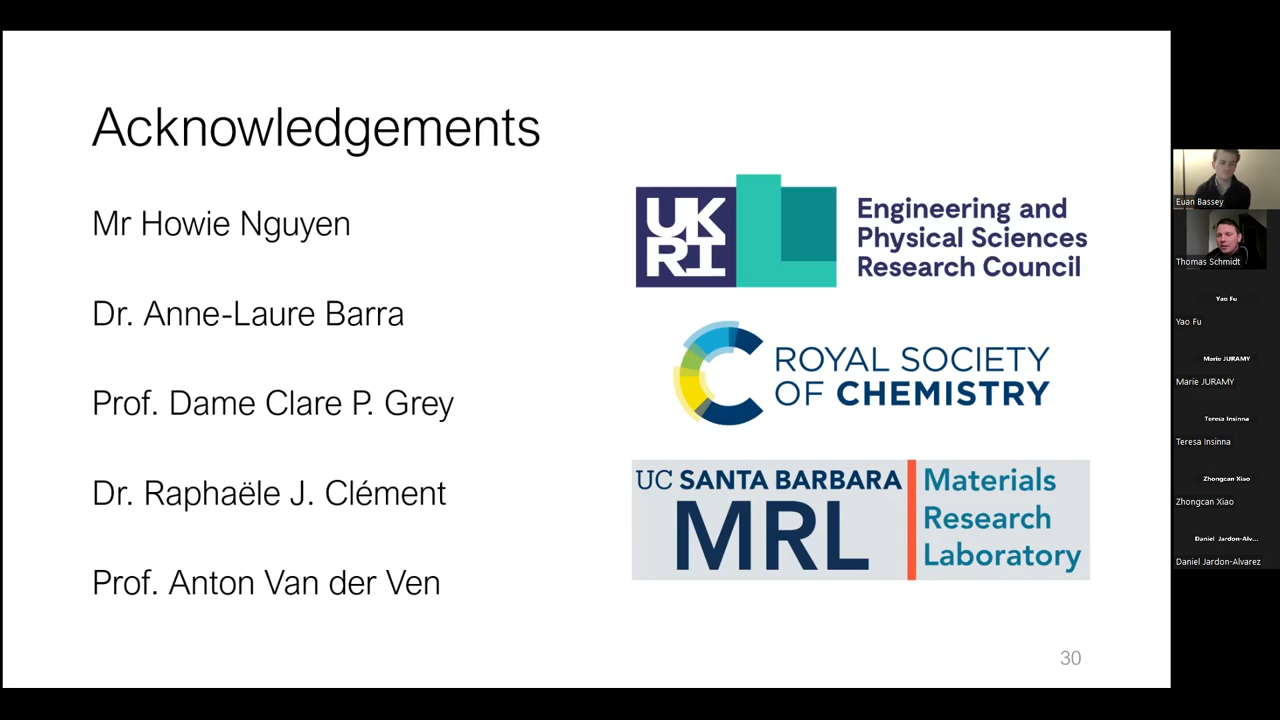 Acknowledgements
Mr Howie Nguyen
Dr. Anne-Laure Barra
Prof. Dame Clare P. Grey
Dr. Raphaële J. Clément
Prof. Anton Van der Ven
UK
RI
Engineering and
Physical Sciences
Research Council
ROYAL SOCIETY
OF CHEMISTRY
UC SANTA BARBARA
MRL
Materials
Research
Laboratory
30
Euan Bassey
Thomas Schmidt
Yao Fu
Yao Fu
Marie JURAMY
Marie JURAMY
Teresa Insinna
Teresa Insinna
Zhongcan Xiao
Zhongcan Xiao
Daniel Jardon-Alv...
Daniel Jardon-Alvarez